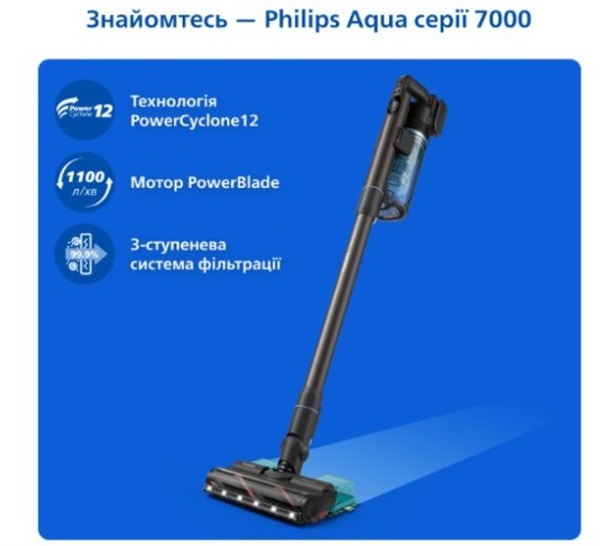 Знайомтесь — Philips Aqua серії 7000
Power
Cyclone 12
Технологія
PowerCyclone12
1100
л/хв
Мотор PowerBlade
99.9%
3-ступенева
система фільтрації